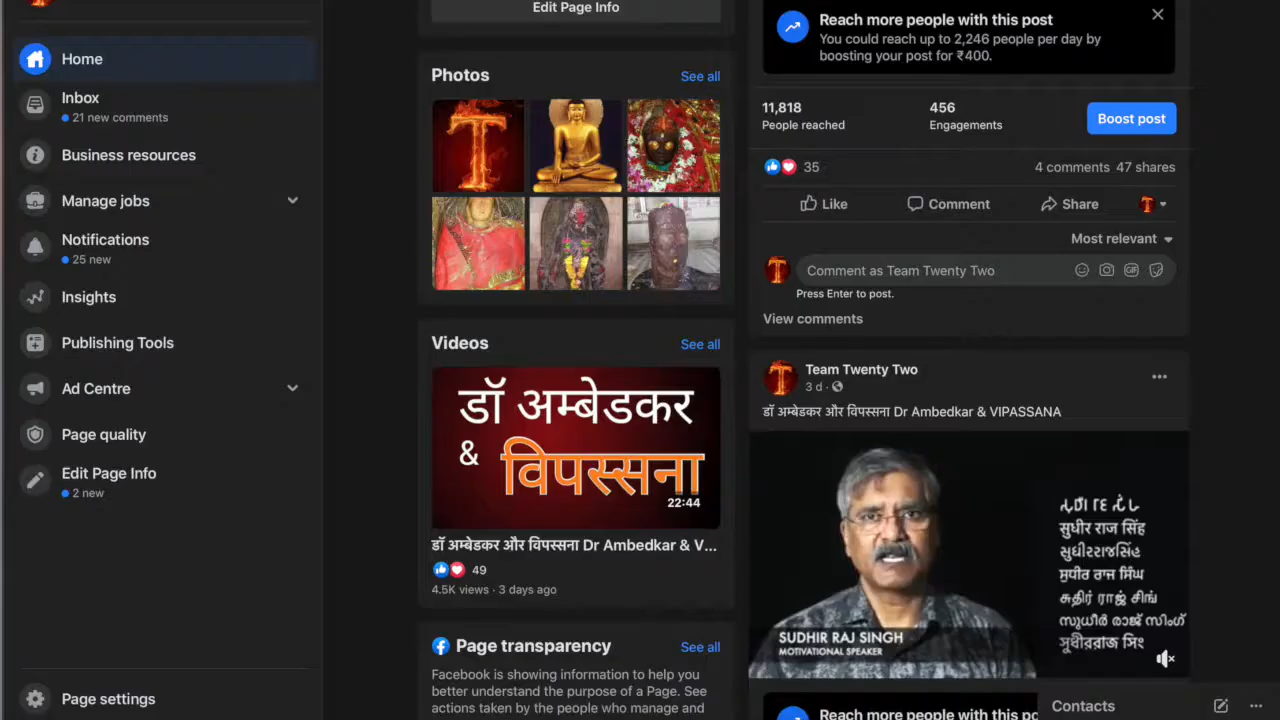 Home
Inbox
21 new comments
Business resources
Manage jobs
Notifications
25 new
Insights
Publishing Tools
Ad Centre
Page quality
Edit Page Info
2 new
Page settings
Edit Page Info
Photos
See all
Videos
See all
डॉ अम्बेडकर
&
विपस्सना
22:44
डॉ अम्बेडकर और विपस्सना Dr Ambedkar & V...
49
4.5K views · 3 days ago
Page transparency
See all
Facebook is showing information to help you
better understand the purpose of a Page. See
actions taken by the people who manage and
Reach more people with this post
You could reach up to 2,246 people per day by
boosting your post for ₹400.
11,818
People reached
456
Engagements
Boost post
35
4 comments 47 shares
Like
Comment
Share
Most relevant
Comment as Team Twenty Two
GIF
Press Enter to post.
View comments
Team Twenty Two
3 d ·
डॉ अम्बेडकर और विपस्सना Dr Ambedkar & VIPASSANA
सुधीर राज सिंह
SUDHIR RAJ SINGH
MOTIVATIONAL SPEAKER
Reach more people with this po
Contacts